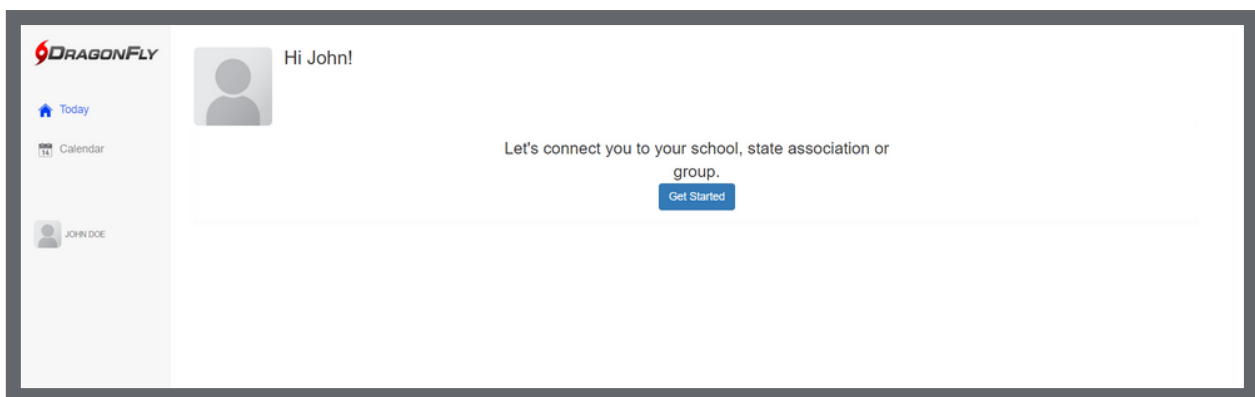 DRAGONFLY
Today
14
Calendar
JOHN DOE
Hi John!
Let's connect you to your school, state association or
group.
Get Started